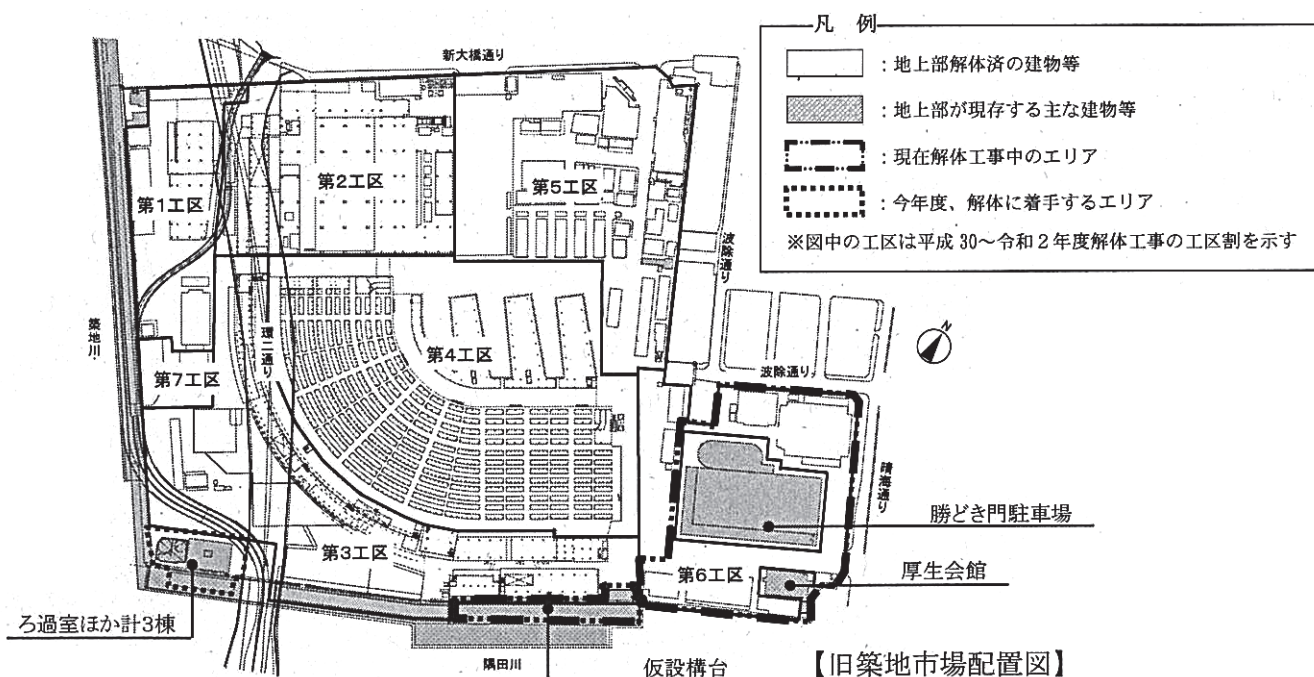 凡 例
：地上部解体済の建物等
：地上部が現存する主な建物等
：現在解体工事中のエリア
：今年度、解体に着手するエリア
※図中の工区は平成 30～令和 2 年度解体工事の工区割を示す
新大橋通り
第1工区
第2工区
第5工区
波除通り
築地川
環二通り
第4工区
第7工区
N
波除通り
晴海通り
勝どき門駐車場
第3工区
第6工区
厚生会館
ろ過室ほか計3棟
隅田川
仮設構台
【旧築地市場配置図】